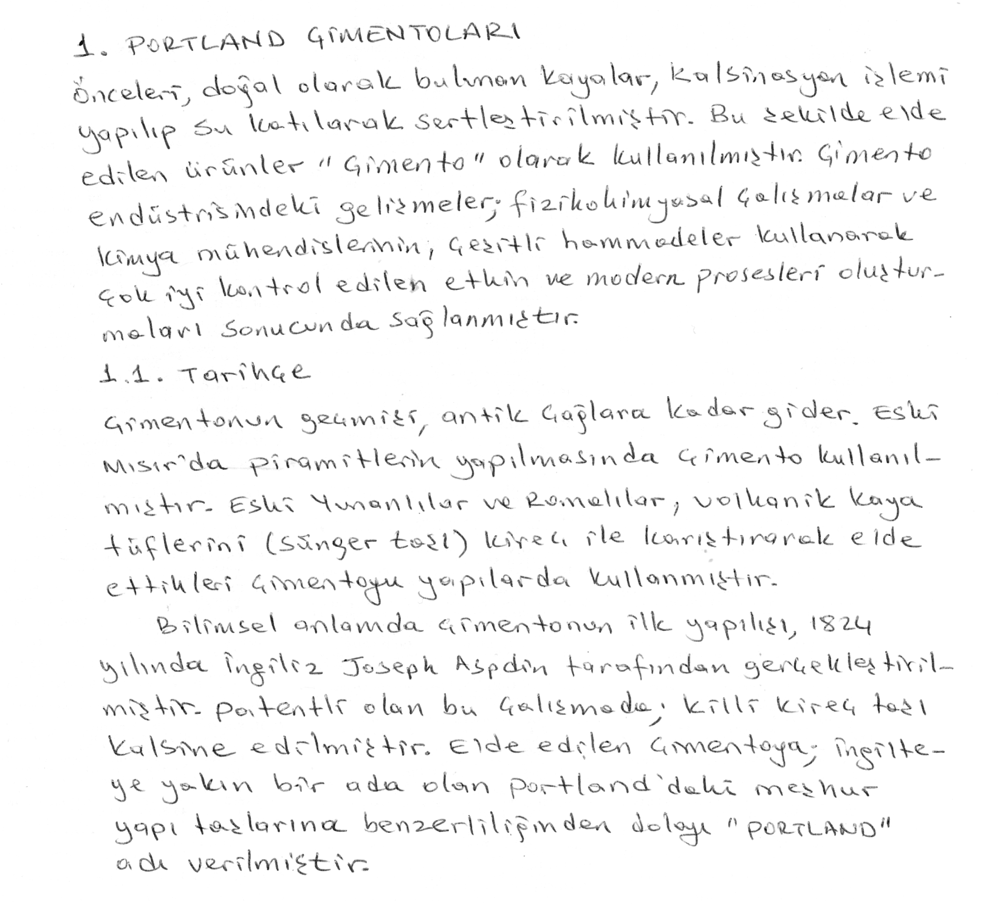 1. PORTLAND ÇİMENTOLARI
Önceleri, doğal olarak bulunan kayalar, kalsinasyon işlemi
yapılıp su katılarak sertleştirilmiştir. Bu şekilde elde
edilen ürünler "Çimento" olarak kullanılmıştır. Çimento
endüstrisindeki gelişmeler; fizikokimyasal çalışmalar ve
kimya mühendislerinin, çeşitli hammadeler kullanarak
çok iyi kontrol edilen etkin ve modern prosesleri oluştur-
maları sonucunda sağlanmıştır.
1.1. Tarihçe
Çimentonun geçmişi, antik çağlara kadar gider. Eski
Mısır'da piramitlerin yapılmasında çimento kullanıl-
mıştır. Eski Yunanlılar ve Romalılar, volkanik kaya
tüflerini (sünger taşı) kireç ile karıştırarak elde
ettikleri çimentoyu yapılarda kullanmıştır.
Bilimsel anlamda çimentonun ilk yapılışı, 1824
yılında İngiliz Joseph Aspdin tarafından gerçekleştiril-
miştir. Patentli olan bu çalışmada; killi kireç taşı
kalsine edilmiştir. Elde edilen çimentoya; İngilte-
ye yakın bir ada olan Portland'daki meşhur
yapı taşlarına benzerliliğinden dolayı "PORTLAND"
adı verilmiştir.